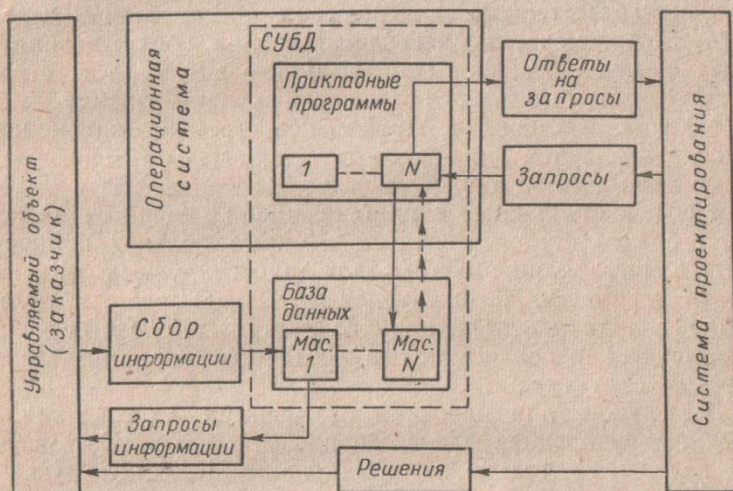 Управляемый объект
(заказчик)
Операционная
система
СУБД
Прикладные
программы
1
N
Ответы
на
запросы
Запросы
База
данных
Мас.
1
Мас.
N
Сбор
информации
Запросы
информации
Решения
Система проектирования